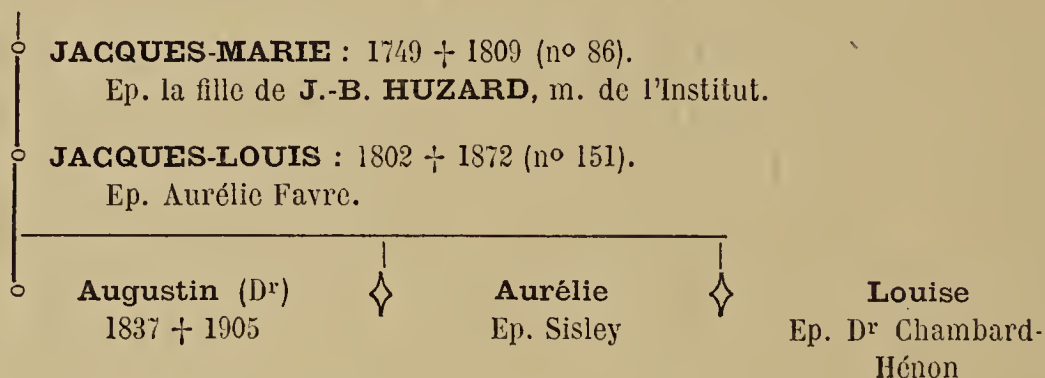 JACQUES-MARIE : 1749 † 1809 (nº 86).
Ep. la fille de J.-B. HUZARD, m. de l'Institut.
JACQUES-LOUIS : 1802 † 1872 (nº 151).
Ep. Aurélie Favre.
Augustin (Dʳ) Aurélie Louise
1837 † 1905 Ep. Sisley Ep. Dʳ Chambard-
Hénon